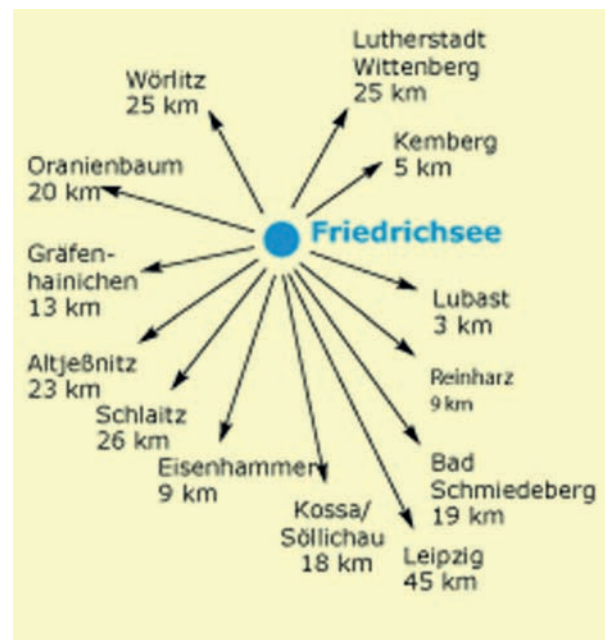 Lutherstadt
Wittenberg
25 km
Wörlitz
25 km
Kemberg
5 km
Oranienbaum
20 km
Friedrichsee
Gräfen-
hainichen
13 km
Lubast
3 km
Altjeßnitz
23 km
Reinharz
9 km
Schlaitz
26 km
Eisenhammer
9 km
Bad
Schmiedeberg
19 km
Kossa/
Söllichau
18 km
Leipzig
45 km